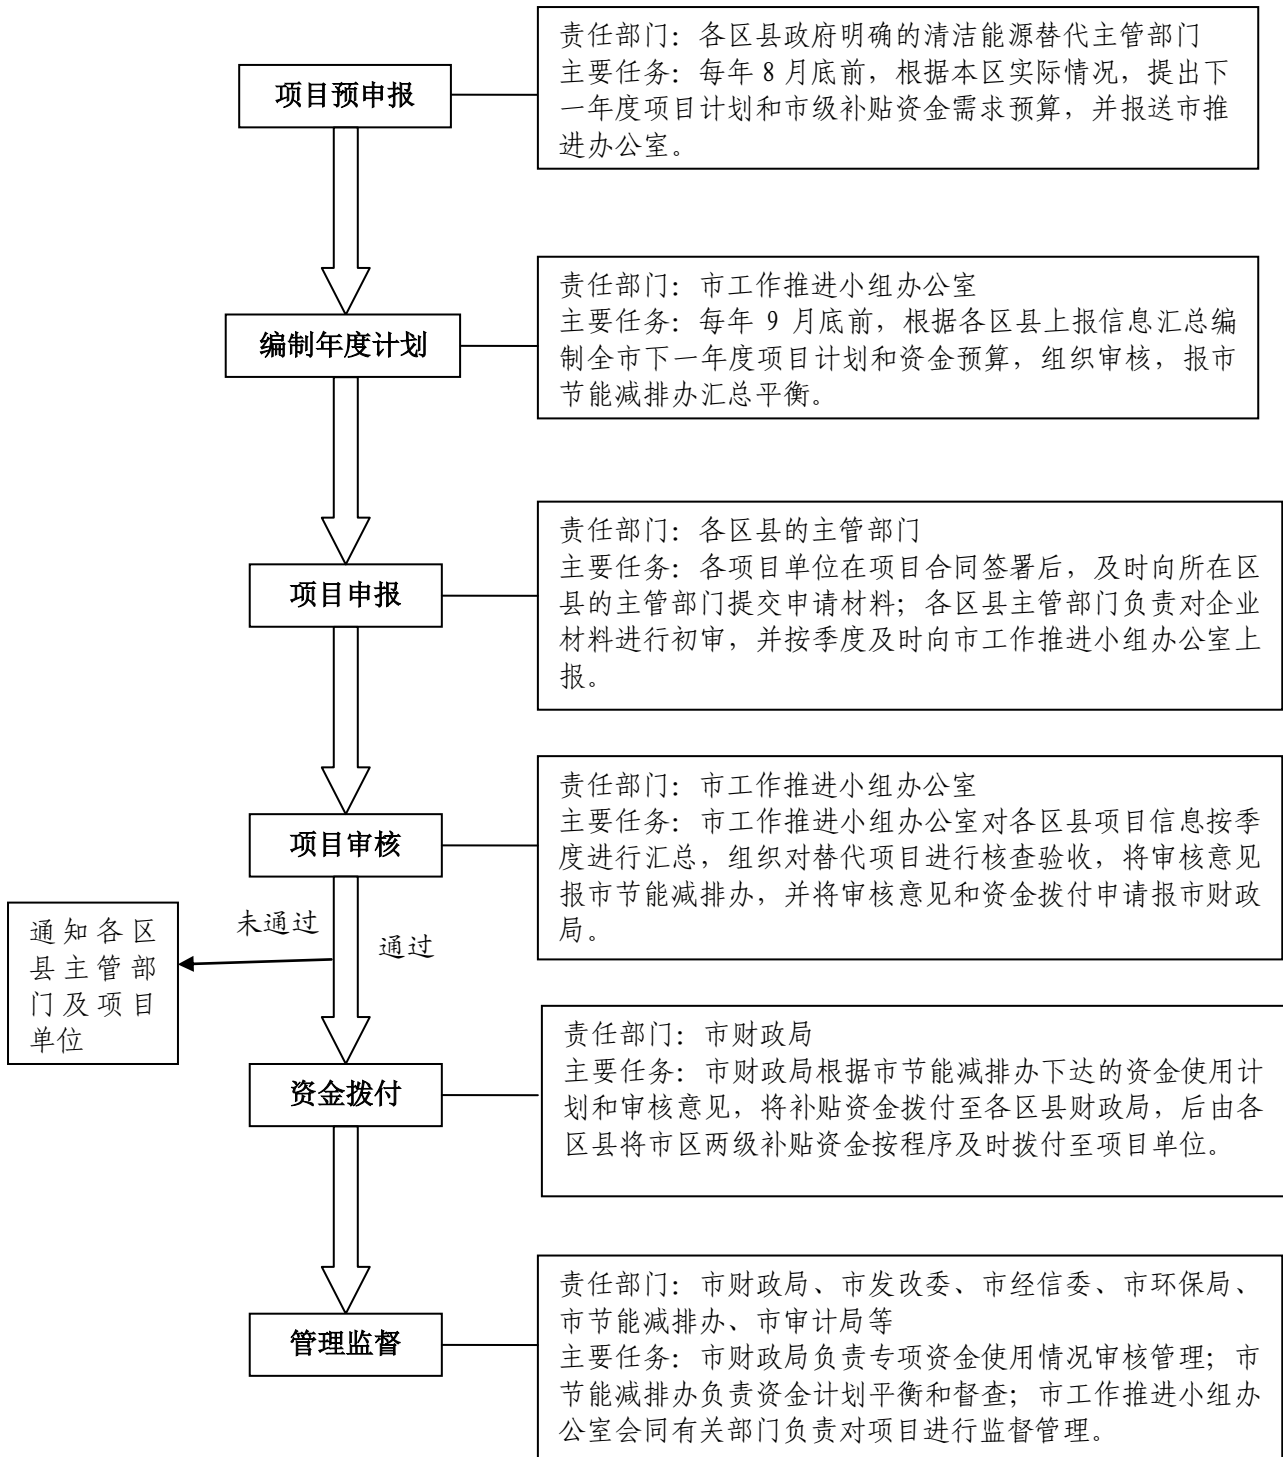 项目预申报
责任部门：各区县政府明确的清洁能源替代主管部门
主要任务：每年 8 月底前，根据本区实际情况，提出下
一年度项目计划和市级补贴资金需求预算，并报送市推
进办公室。
编制年度计划
责任部门：市工作推进小组办公室
主要任务：每年 9 月底前，根据各区县上报信息汇总编
制全市下一年度项目计划和资金预算，组织审核，报市
节能减排办汇总平衡。
项目申报
责任部门：各区县的主管部门
主要任务：各项目单位在项目合同签署后，及时向所在区
县的主管部门提交申请材料；各区县主管部门负责对企业
材料进行初审，并按季度及时向市工作推进小组办公室上
报。
项目审核
责任部门：市工作推进小组办公室
主要任务：市工作推进小组办公室对各区县项目信息按季
度进行汇总，组织对替代项目进行核查验收，将审核意见
报市节能减排办，并将审核意见和资金拨付申请报市财政
局。
未通过
通过
通知各区
县主管部
门及项目
单位
资金拨付
责任部门：市财政局
主要任务：市财政局根据市节能减排办下达的资金使用计
划和审核意见，将补贴资金拨付至各区县财政局，后由各
区县将市区两级补贴资金按程序及时拨付至项目单位。
管理监督
责任部门：市财政局、市发改委、市经信委、市环保局、
市节能减排办、市审计局等
主要任务：市财政局负责专项资金使用情况审核管理；市
节能减排办负责资金计划平衡和督查；市工作推进小组办
公室会同有关部门负责对项目进行监督管理。